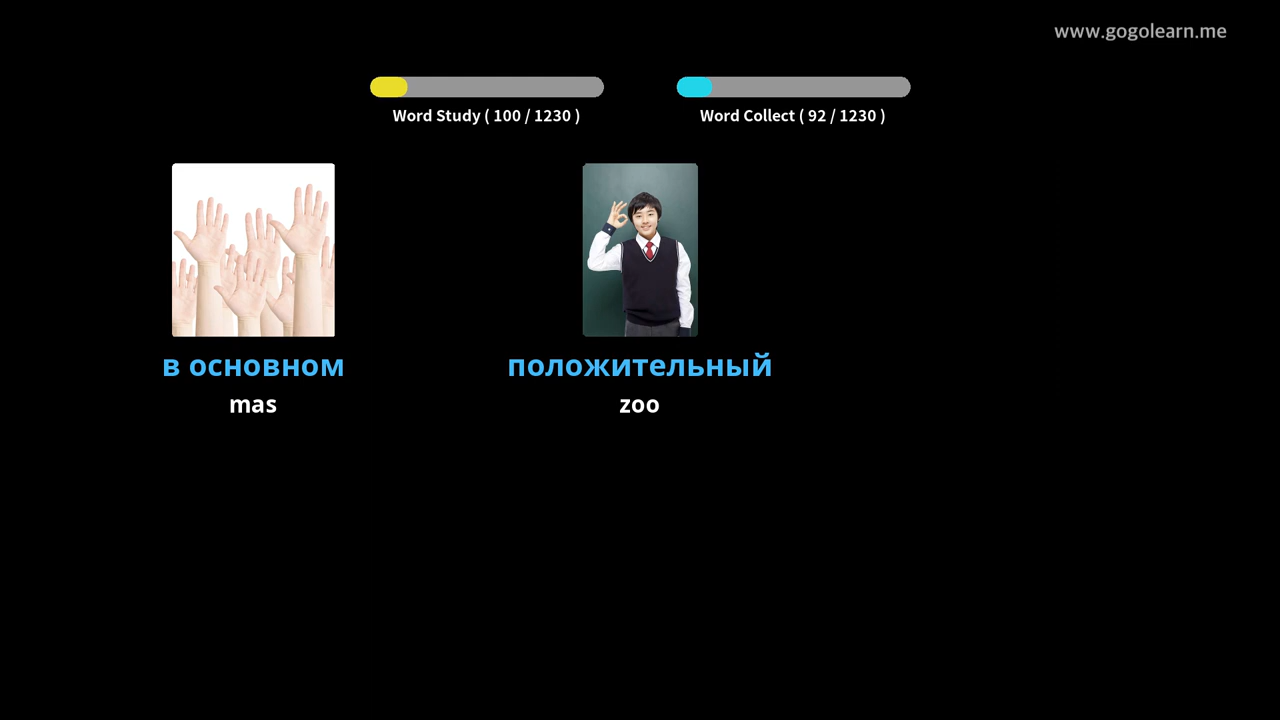 www.gogolearn.me
Word Study ( 100 / 1230 )
Word Collect ( 92 / 1230 )
в основном
положительный
mas
zoo